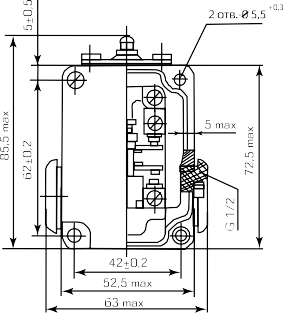 2 отв. Ø 5,5 +0,3
5±0,5
85,5 max
62±0,2
5 max
72,5 max
G 1/2
42±0,2
52,5 max
63 max